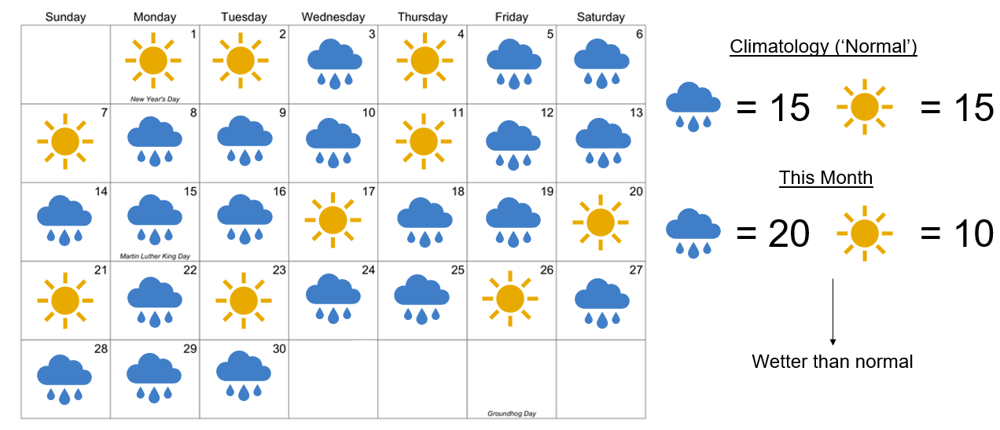 Sunday Monday Tuesday Wednesday Thursday Friday Saturday
1 2 3 4 5 6
New Year's Day
7 8 9 10 11 12 13
14 15 16 17 18 19 20
Martin Luther King Day
21 22 23 24 25 26 27
28 29 30
Groundhog Day
Climatology (‘Normal’)
= 15 = 15
This Month
= 20 = 10
Wetter than normal